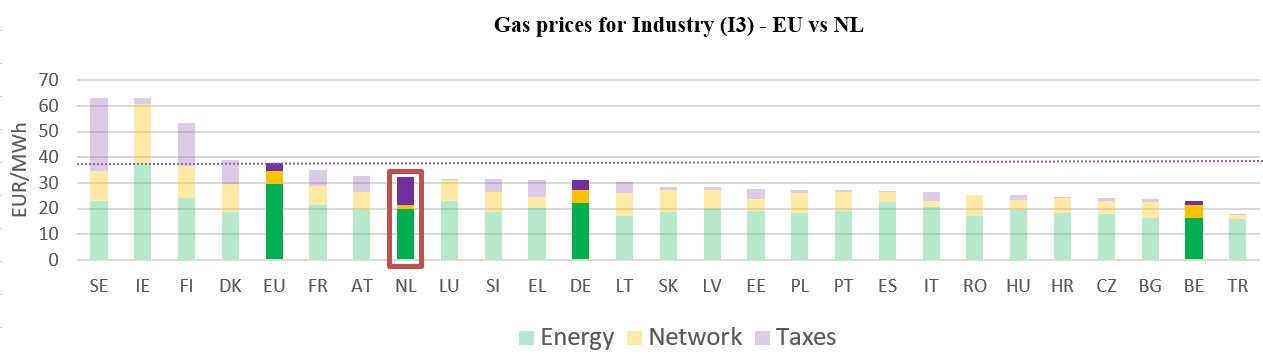 Gas prices for Industry (I3) - EU vs NL
EUR/MWh
70
60
50
40
30
20
10
0
SE IE FI DK EU FR AT NL LU SI EL DE LT SK LV EE PL PT ES IT RO HU HR CZ BG BE TR
Energy Network Taxes